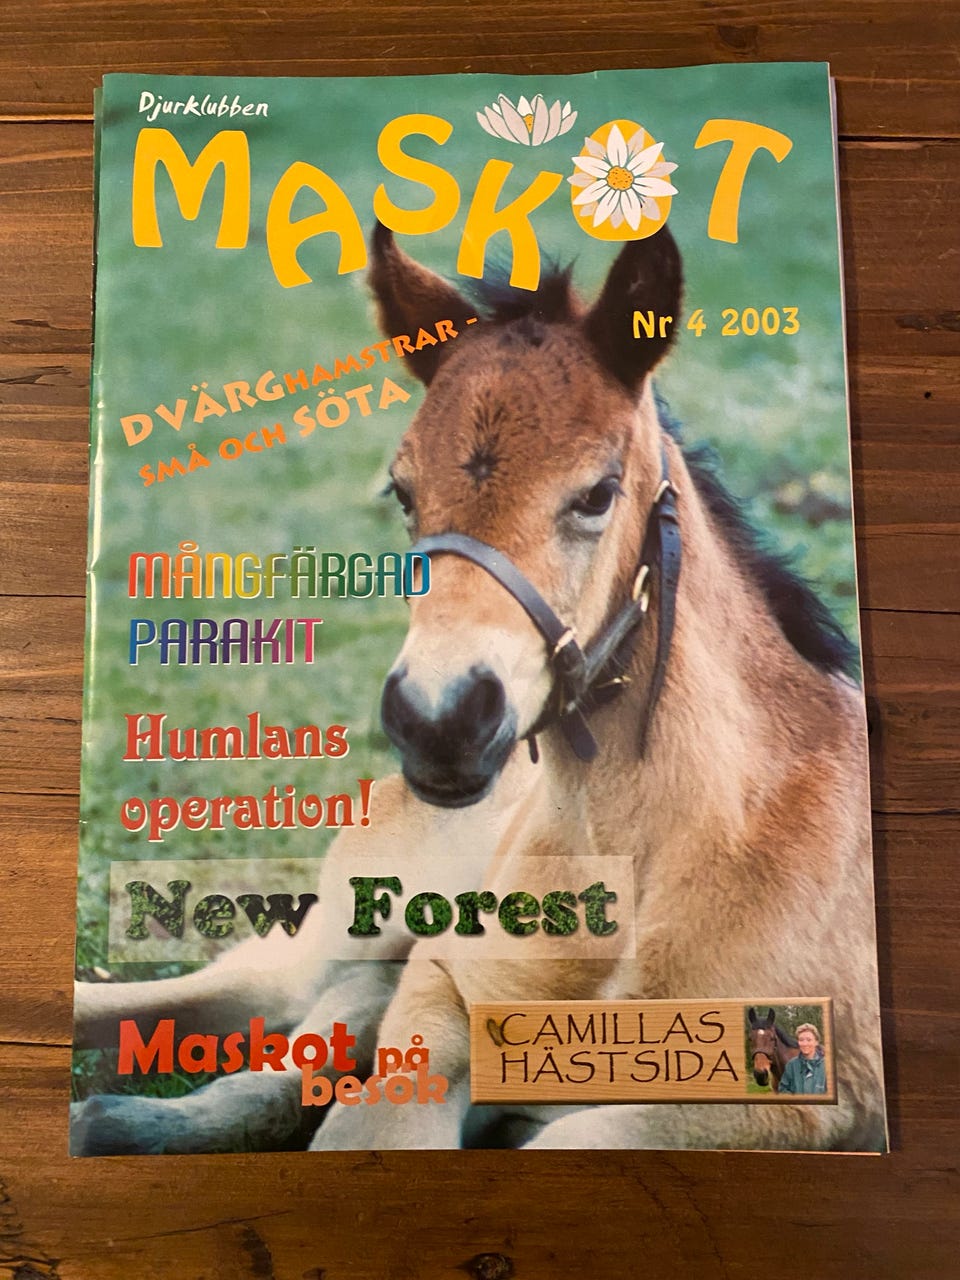 Djurklubben
MASKOT
Nr 4 2003
DVÄRGHAMSTRAR -
SMÅ OCH SÖTA
MÅNGFÄRGAD
PARAKIT
Humlans
operation!
New Forest
Maskot på
besök
CAMILLAS
HÄSTSIDA